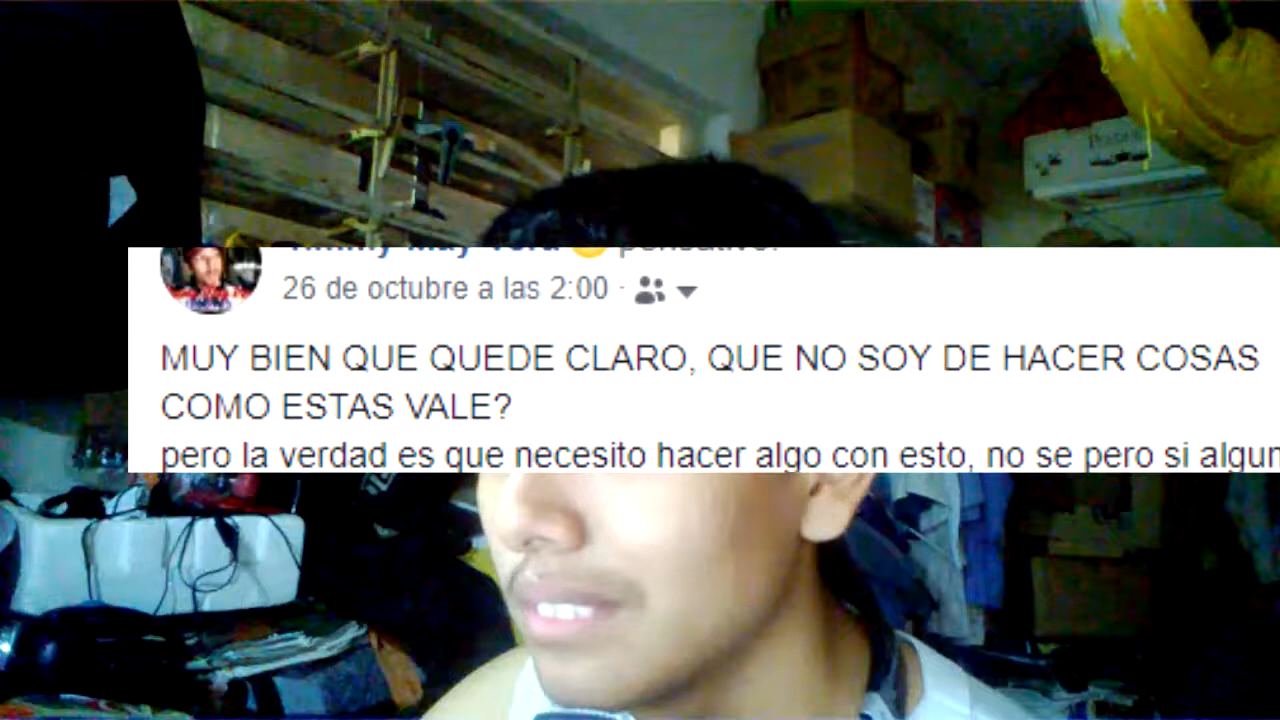 26 de octubre a las 2:00 ·
MUY BIEN QUE QUEDE CLARO, QUE NO SOY DE HACER COSAS
COMO ESTAS VALE?
pero la verdad es que necesito hacer algo con esto, no se pero si algun